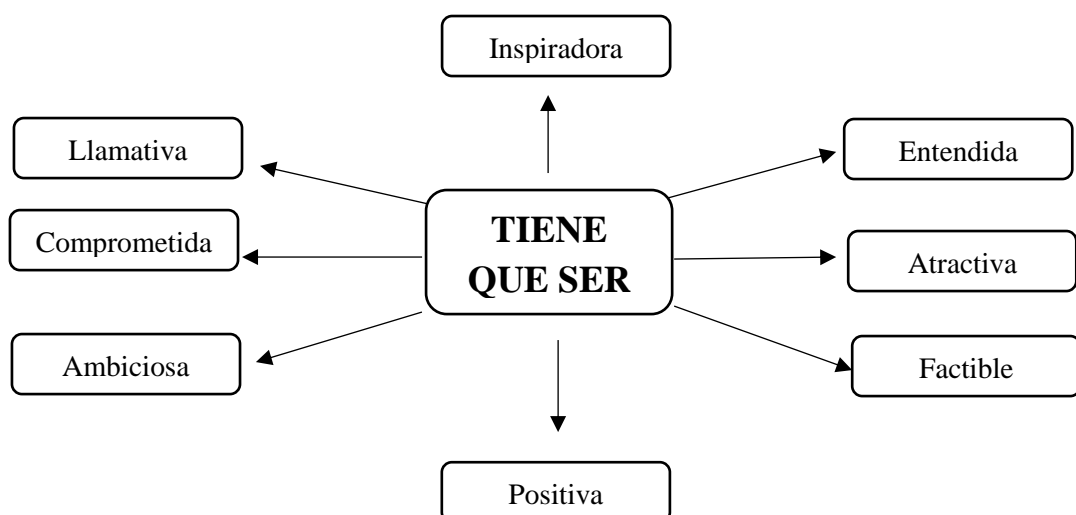 Inspiradora
Llamativa
Entendida
TIENE
QUE SER
Comprometida
Atractiva
Ambiciosa
Factible
Positiva